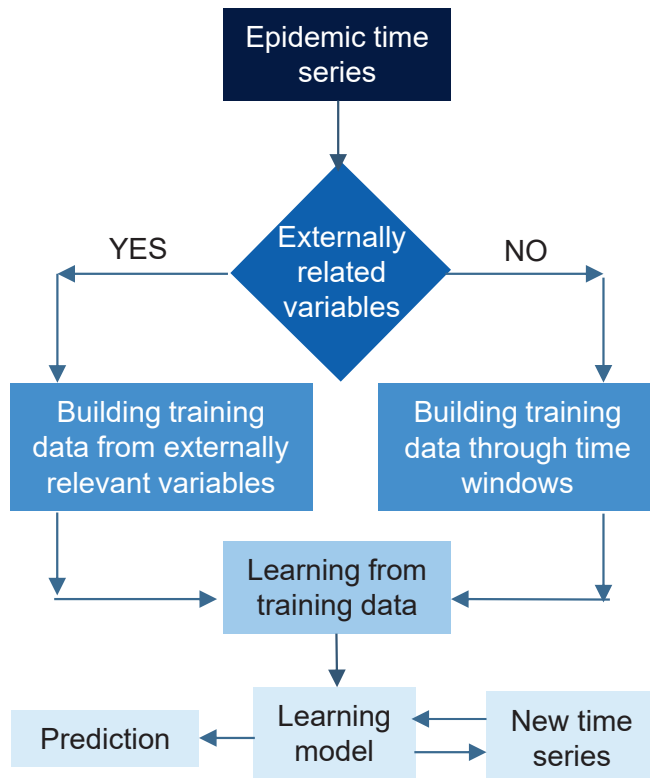 Epidemic time
series
Externally
related
variables
YES
NO
Building training
data from externally
relevant variables
Building training
data through time
windows
Learning from
training data
Prediction
Learning
model
New time
series